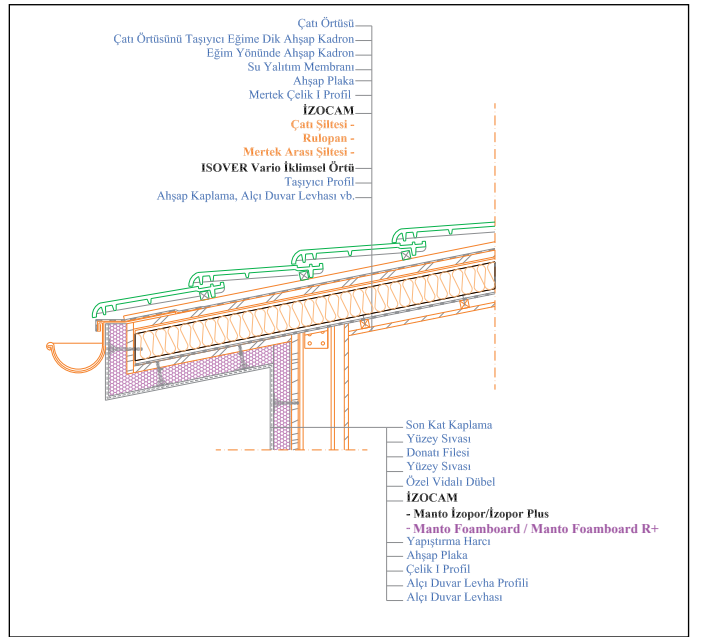 Çatı Örtüsü
Çatı Örtüsünü Taşıyıcı Eğime Dik Ahşap Kadron
Eğim Yönünde Ahşap Kadron
Su Yalıtım Membranı
Ahşap Plaka
Mertek Çelik I Profil
İZOCAM
Çatı Şiltesi -
Rulopan -
Mertek Arası Şiltesi -
ISOVER Vario İklimsel Örtü
Taşıyıcı Profil
Ahşap Kaplama, Alçı Duvar Levhası vb.
Son Kat Kaplama
Yüzey Sıvası
Donatı Filesi
Yüzey Sıvası
Özel Vidalı Dübel
İZOCAM
- Manto İzopor/İzopor Plus
- Manto Foamboard / Manto Foamboard R+
Yapıştırma Harcı
Ahşap Plaka
Çelik I Profil
Alçı Duvar Levha Profili
Alçı Duvar Levhası